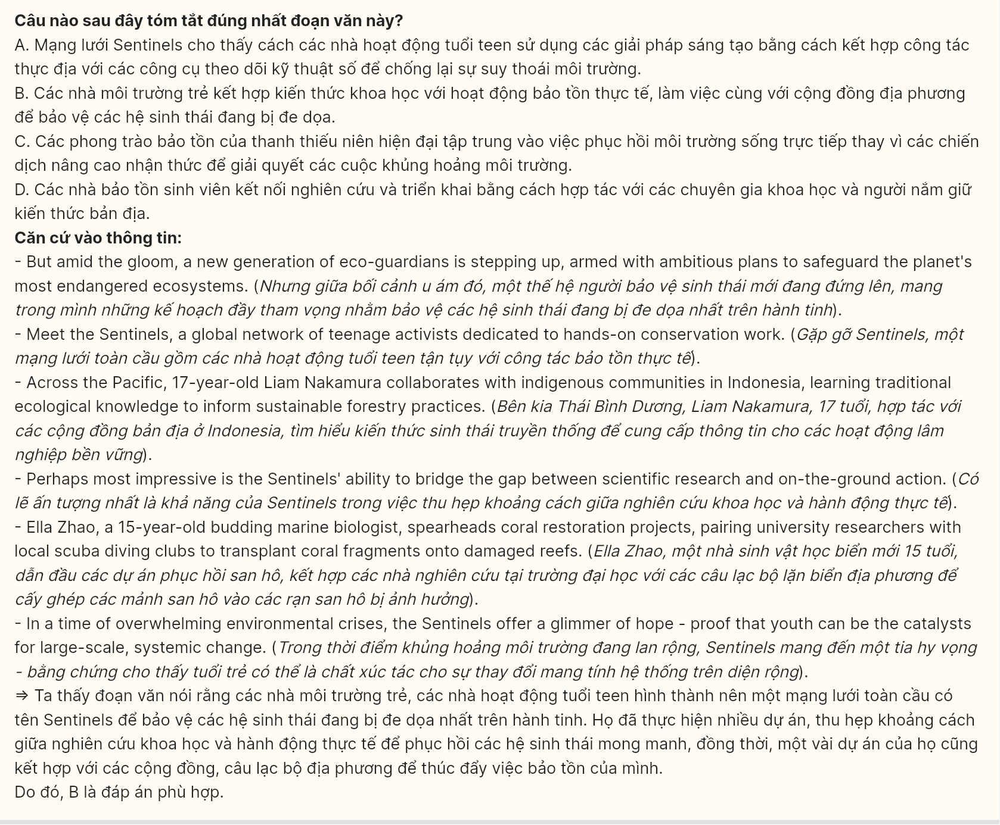 Câu nào sau đây tóm tắt đúng nhất đoạn văn này?
A. Mạng lưới Sentinels cho thấy cách các nhà hoạt động tuổi teen sử dụng các giải pháp sáng tạo bằng cách kết hợp công tác
thực địa với các công cụ theo dõi kỹ thuật số để chống lại sự suy thoái môi trường.
B. Các nhà môi trường trẻ kết hợp kiến thức khoa học với hoạt động bảo tồn thực tế, làm việc cùng với cộng đồng địa phương
để bảo vệ các hệ sinh thái đang bị đe dọa.
C. Các phong trào bảo tồn của thanh thiếu niên hiện đại tập trung vào việc phục hồi môi trường sống trực tiếp thay vì các chiến
dịch nâng cao nhận thức để giải quyết các cuộc khủng hoảng môi trường.
D. Các nhà bảo tồn sinh viên kết nối nghiên cứu và triển khai bằng cách hợp tác với các chuyên gia khoa học và người nắm giữ
kiến thức bản địa.
Căn cứ vào thông tin:
- But amid the gloom, a new generation of eco-guardians is stepping up, armed with ambitious plans to safeguard the planet's
most endangered ecosystems. (Nhưng giữa bối cảnh u ám đó, một thế hệ người bảo vệ sinh thái mới đang đứng lên, mang
trong mình những kế hoạch đầy tham vọng nhằm bảo vệ các hệ sinh thái đang bị đe dọa nhất trên hành tinh).
- Meet the Sentinels, a global network of teenage activists dedicated to hands-on conservation work. (Gặp gỡ Sentinels, một
mạng lưới toàn cầu gồm các nhà hoạt động tuổi teen tận tụy với công tác bảo tồn thực tế).
- Across the Pacific, 17-year-old Liam Nakamura collaborates with indigenous communities in Indonesia, learning traditional
ecological knowledge to inform sustainable forestry practices. (Bên kia Thái Bình Dương, Liam Nakamura, 17 tuổi, hợp tác với
các cộng đồng bản địa ở Indonesia, tìm hiểu kiến thức sinh thái truyền thống để cung cấp thông tin cho các hoạt động lâm
nghiệp bền vững).
- Perhaps most impressive is the Sentinels' ability to bridge the gap between scientific research and on-the-ground action. (Có
lẽ ấn tượng nhất là khả năng của Sentinels trong việc thu hẹp khoảng cách giữa nghiên cứu khoa học và hành động thực tế).
- Ella Zhao, a 15-year-old budding marine biologist, spearheads coral restoration projects, pairing university researchers with
local scuba diving clubs to transplant coral fragments onto damaged reefs. (Ella Zhao, một nhà sinh vật học biển mới 15 tuổi,
dẫn đầu các dự án phục hồi san hô, kết hợp các nhà nghiên cứu tại trường đại học với các câu lạc bộ lặn biển địa phương để
cấy ghép các mảnh san hô vào các rạn san hô bị ảnh hưởng).
- In a time of overwhelming environmental crises, the Sentinels offer a glimmer of hope - proof that youth can be the catalysts
for large-scale, systemic change. (Trong thời điểm khủng hoảng môi trường đang lan rộng, Sentinels mang đến một tia hy vọng
- bằng chứng cho thấy tuổi trẻ có thể là chất xúc tác cho sự thay đổi mang tính hệ thống trên diện rộng).
⇒ Ta thấy đoạn văn nói rằng các nhà môi trường trẻ, các nhà hoạt động tuổi teen hình thành nên một mạng lưới toàn cầu có
tên Sentinels để bảo vệ các hệ sinh thái đang bị đe dọa nhất trên hành tinh. Họ đã thực hiện nhiều dự án, thu hẹp khoảng cách
giữa nghiên cứu khoa học và hành động thực tế để phục hồi các hệ sinh thái mong manh, đồng thời, một vài dự án của họ cũng
kết hợp với các cộng đồng, câu lạc bộ địa phương để thúc đẩy việc bảo tồn của mình.
Do đó, B là đáp án phù hợp.